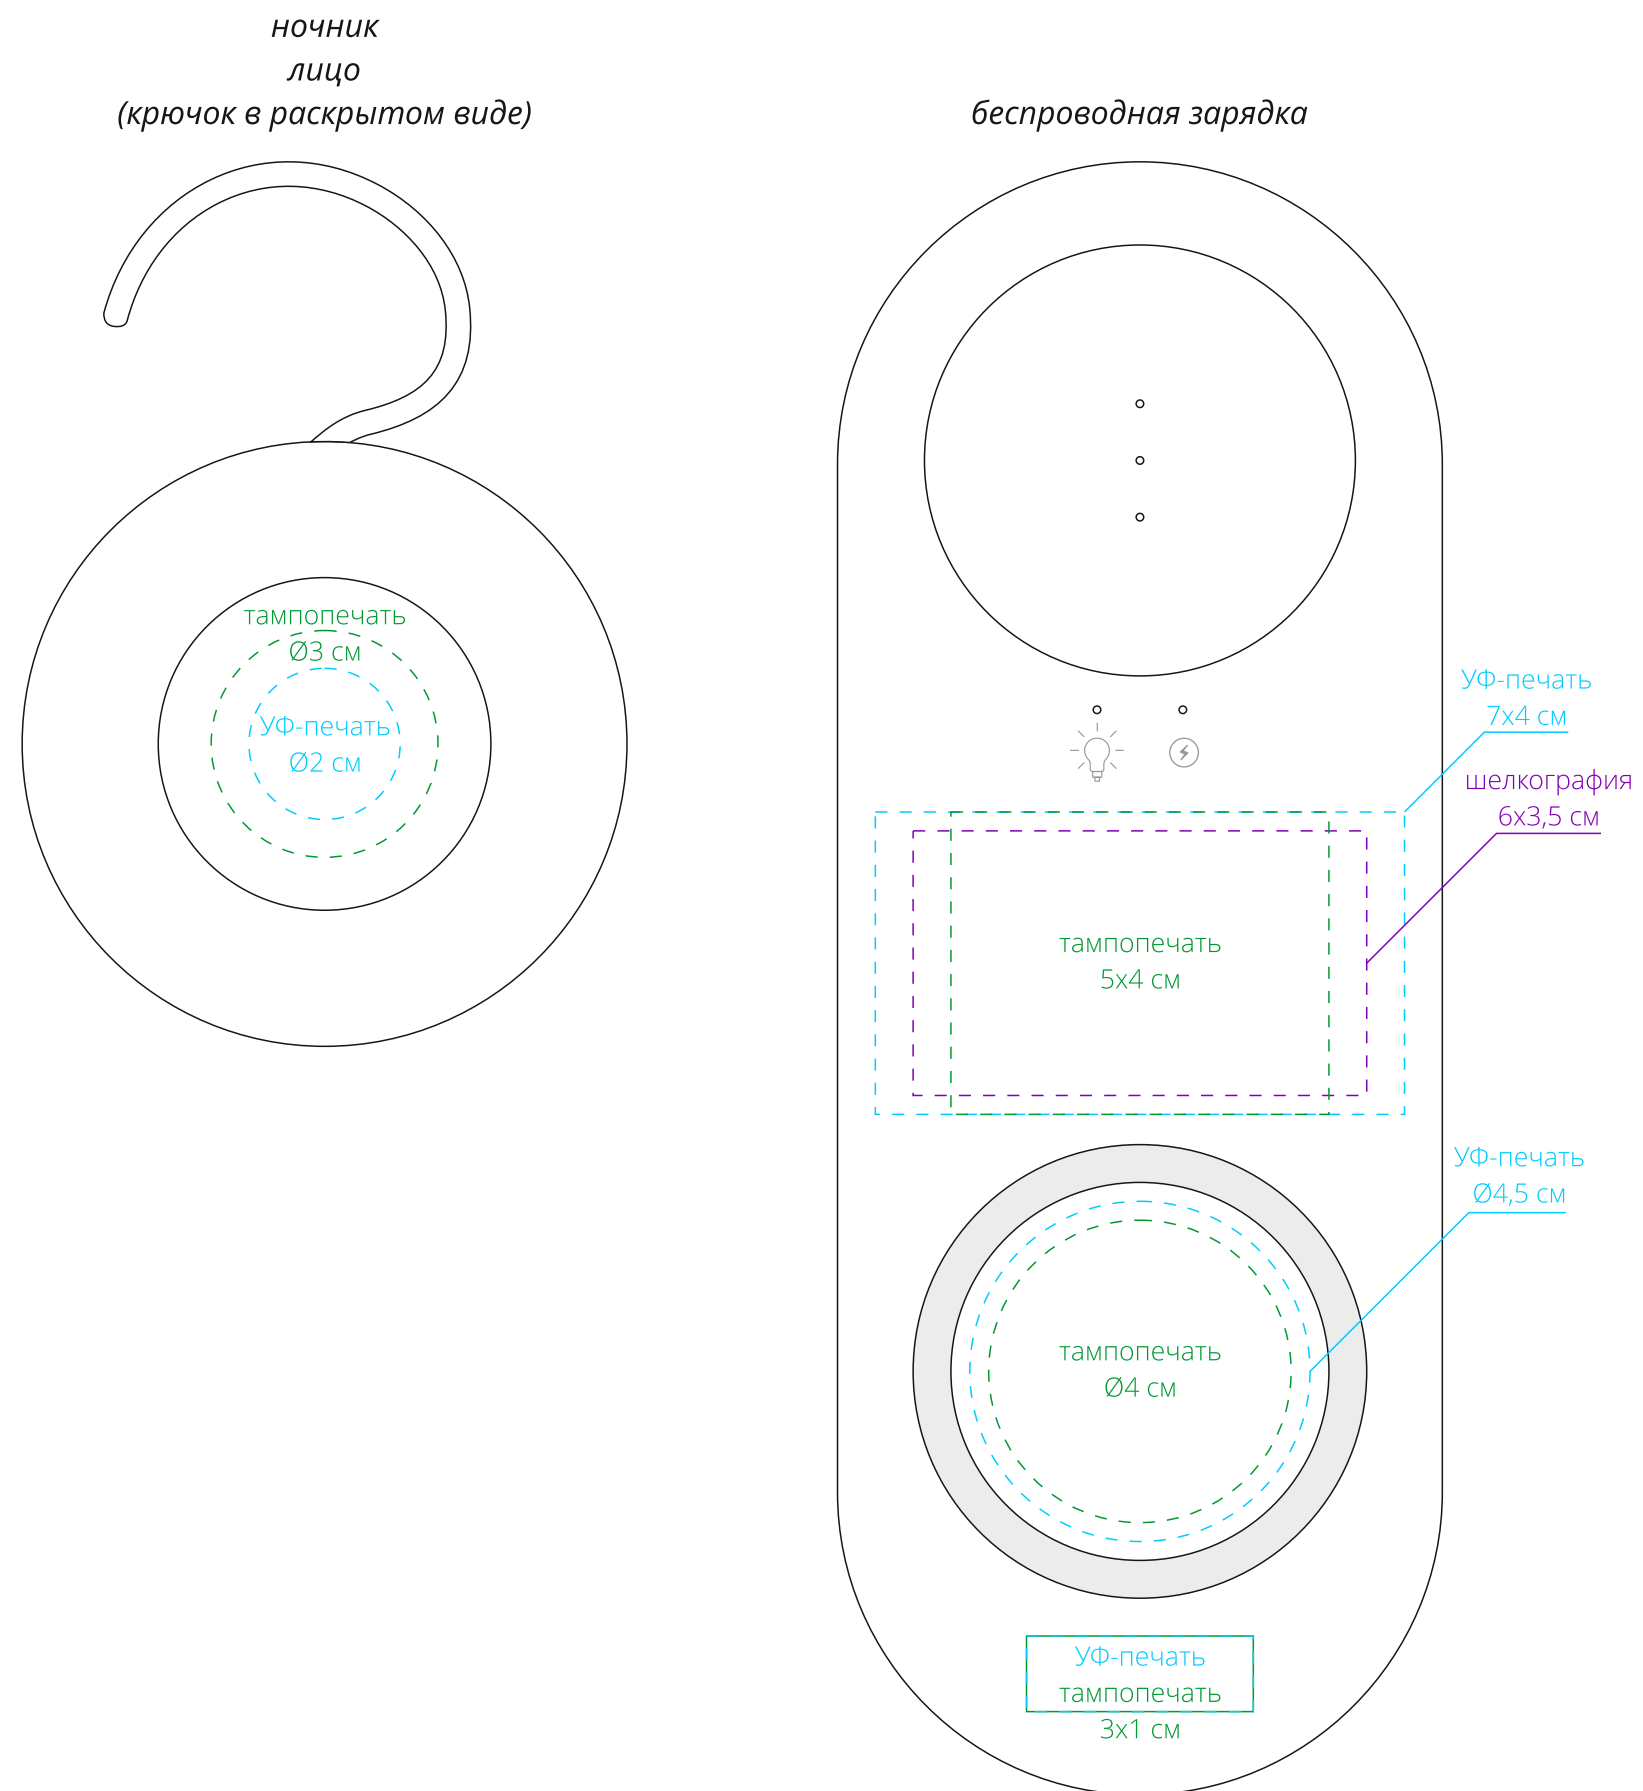 ночник
лицо
(крючок в раскрытом виде)
тампопечать
Ø3 см
УФ-печать
Ø2 см
беспроводная зарядка
УФ-печать
7х4 см
шелкография
6х3,5 см
тампопечать
5х4 см
УФ-печать
Ø4,5 см
тампопечать
Ø4 см
УФ-печать
тампопечать
3х1 см